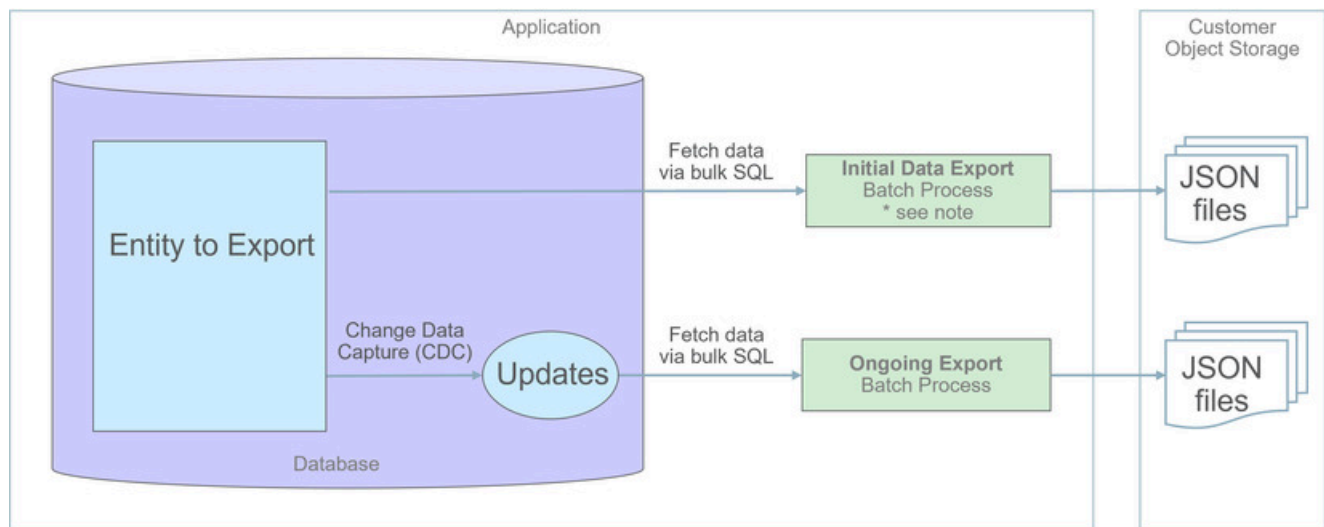 Application
Customer
Object Storage
Fetch data
via bulk SQL
Initial Data Export
Batch Process
* see note
JSON
files
Entity to Export
Change Data
Capture (CDC)
Updates
Fetch data
via bulk SQL
Ongoing Export
Batch Process
JSON
files
Database